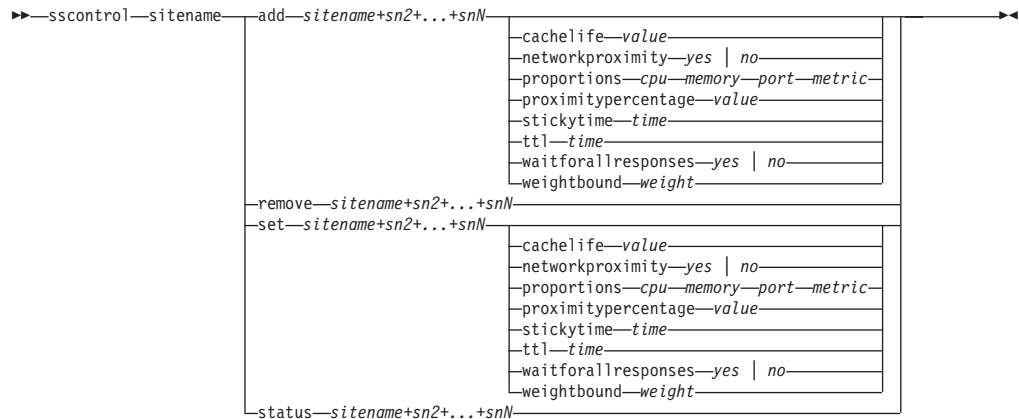 sscontrol sitename add sitename+sn2+...+snN
cachelife value
networkproximity yes | no
proportions cpu memory port metric
proximitypercentage value
stickytime time
ttl time
waitforallresponses yes | no
weightbound weight
remove sitename+sn2+...+snN
set sitename+sn2+...+snN
cachelife value
networkproximity yes | no
proportions cpu memory port metric
proximitypercentage value
stickytime time
ttl time
waitforallresponses yes | no
weightbound weight
status sitename+sn2+...+snN